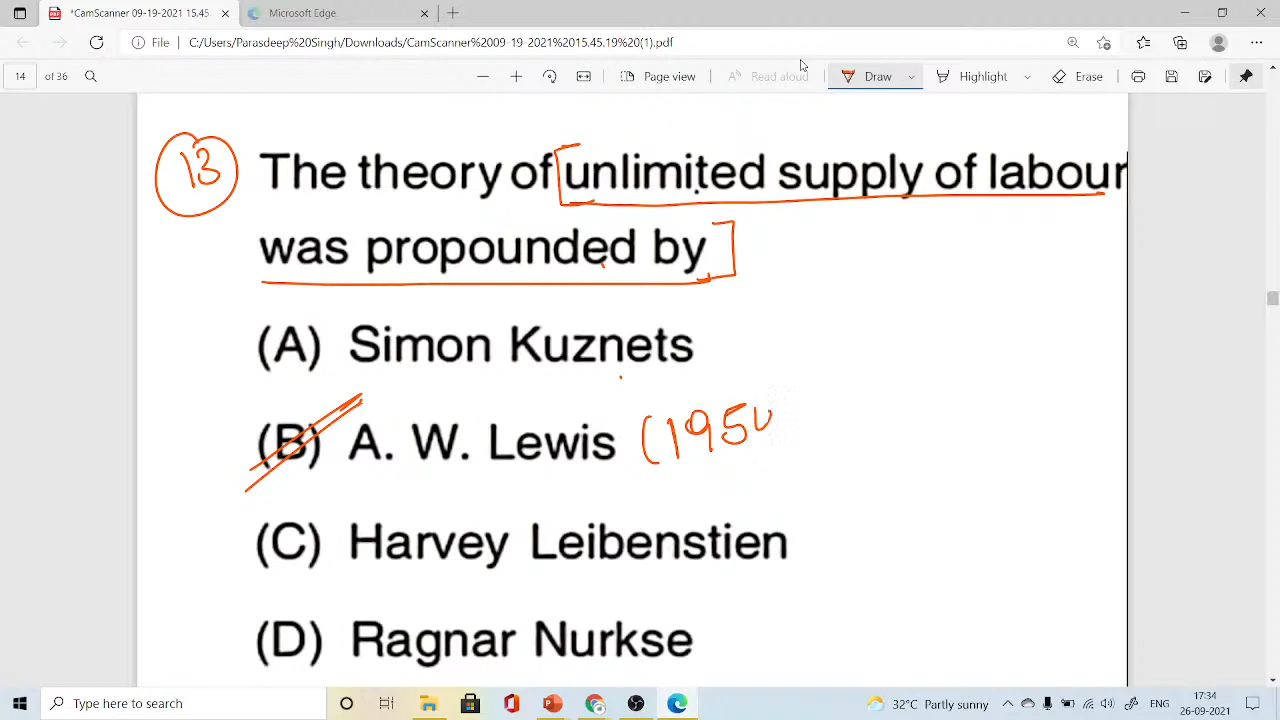 *CamScanner 09-19-2021 15.45
Microsoft Edge
File
C:/Users/Parasdeep%20Singh/Downloads/CamScanner%2009-19-2021%2015.45.19%20(1).pdf
14 of 36
Page view
Read aloud
Draw
Highlight
Erase
13 The theory of unlimited supply of labour
was propounded by
(A) Simon Kuznets
(B) A. W. Lewis (195
(C) Harvey Leibenstien
(D) Ragnar Nurkse
Type here to search
32°C Partly sunny
ENG
17:34
26-09-2021